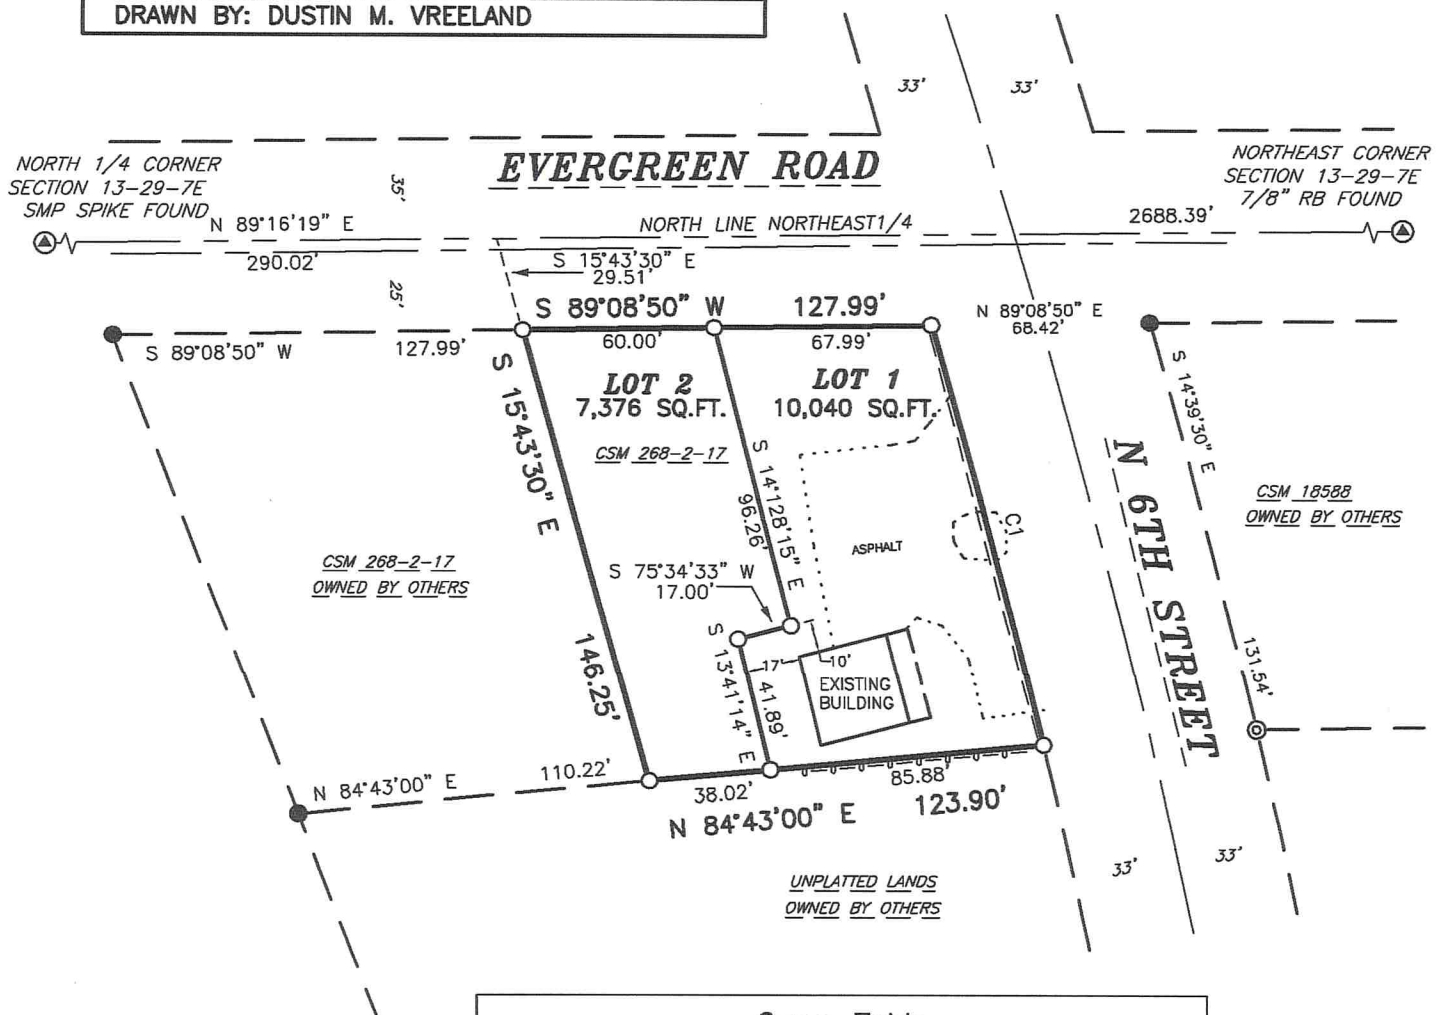 DRAWN BY: DUSTIN M. VREELAND
33'
33'
NORTH 1/4 CORNER
SECTION 13-29-7E
SMP SPIKE FOUND
35'
EVERGREEN ROAD
NORTHEAST CORNER
SECTION 13-29-7E
7/8" RB FOUND
N 89°16'19" E
290.02'
NORTH LINE NORTHEAST1/4
2688.39'
S 15°43'30" E
29.51'
25'
S 89°08'50" W
127.99'
N 89°08'50" E
68.42'
S 89°08'50" W
127.99'
60.00'
67.99'
LOT 2
7,376 SQ.FT.
LOT 1
10,040 SQ.FT.
CSM 268-2-17
S 15°43'30" E
146.25'
S 14°128'15" E
96.26'
S 14°39'30" E
131.54'
N 6TH STREET
CSM 18588
OWNED BY OTHERS
C1
ASPHALT
CSM 268-2-17
OWNED BY OTHERS
S 75°34'33" W
17.00'
S 13°41'14" E
41.89'
17'
10'
EXISTING
BUILDING
N 84°43'00" E
110.22'
38.02'
85.88'
N 84°43'00" E
123.90'
33'
33'
UNPLATTED LANDS
OWNED BY OTHERS